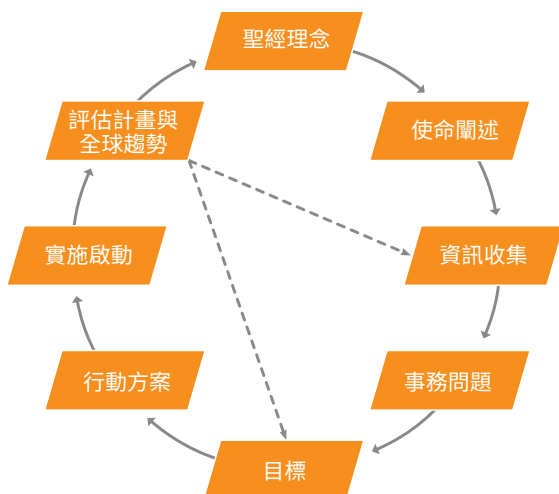 聖經理念
使命闡述
資訊收集
事務問題
目標
行動方案
實施啟動
評估計畫與
全球趨勢